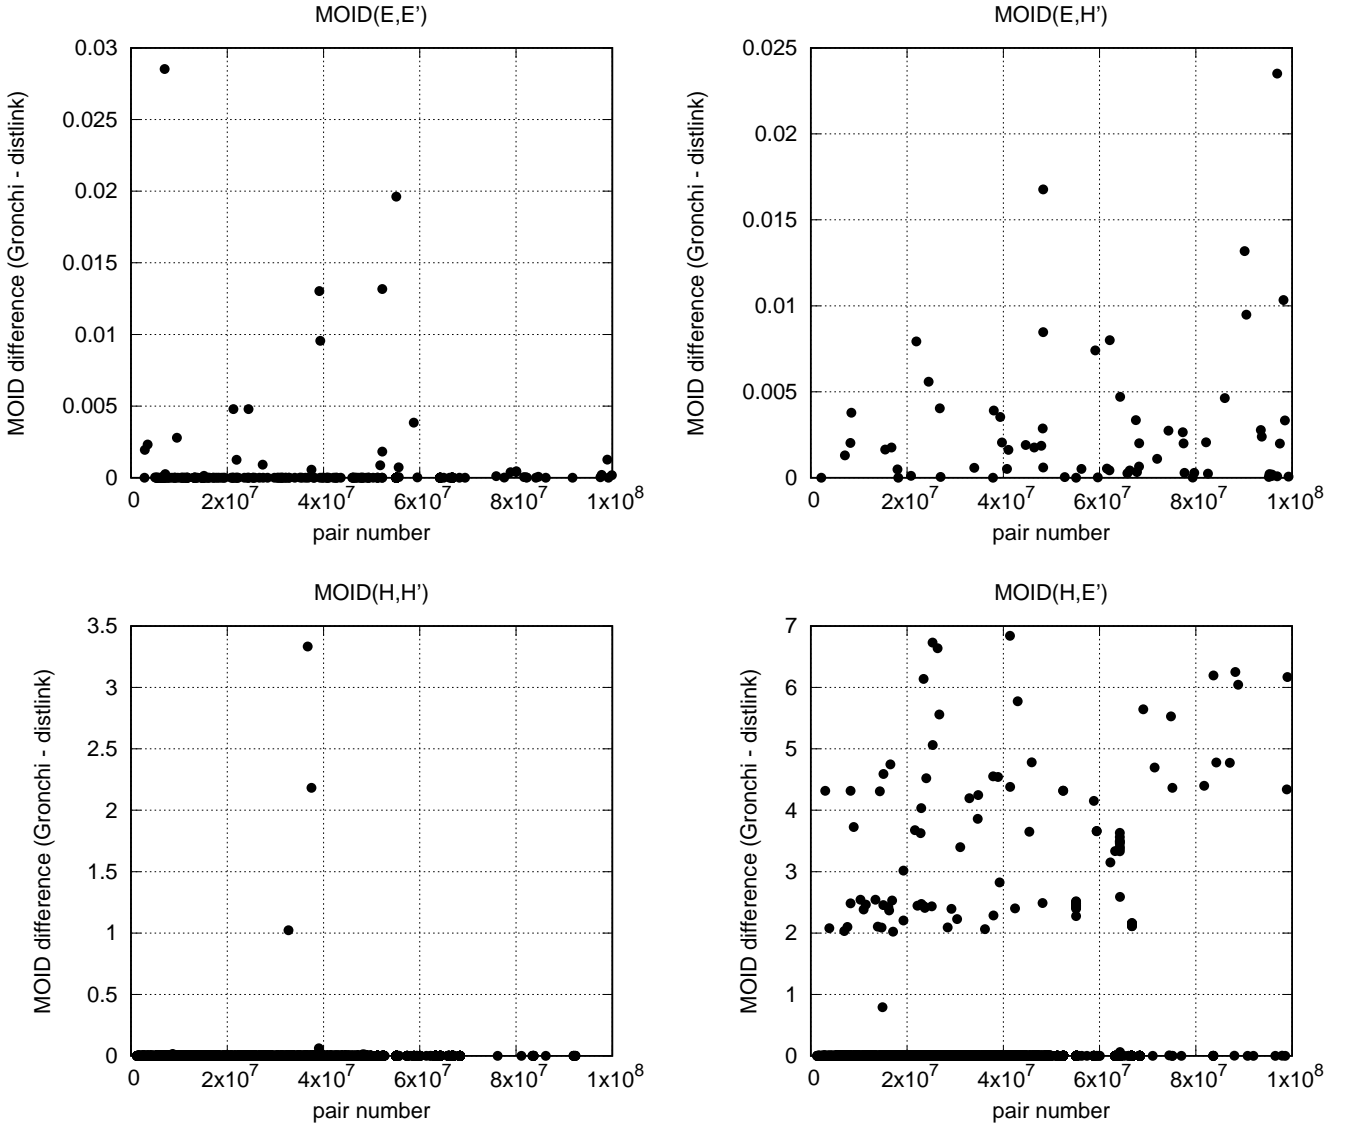 MOID(E,E’)
MOID difference (Gronchi - distlink)
0.03
0.025
0.02
0.015
0.01
0.005
0
0 2x10^7 4x10^7 6x10^7 8x10^7 1x10^8
pair number
MOID(E,H’)
MOID difference (Gronchi - distlink)
0.025
0.02
0.015
0.01
0.005
0
0 2x10^7 4x10^7 6x10^7 8x10^7 1x10^8
pair number
MOID(H,H’)
MOID difference (Gronchi - distlink)
3.5
3
2.5
2
1.5
1
0.5
0
0 2x10^7 4x10^7 6x10^7 8x10^7 1x10^8
pair number
MOID(H,E’)
MOID difference (Gronchi - distlink)
7
6
5
4
3
2
1
0
0 2x10^7 4x10^7 6x10^7 8x10^7 1x10^8
pair number